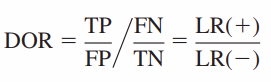 DOR = TP/FP / FN/TN = LR(+)/LR(−)